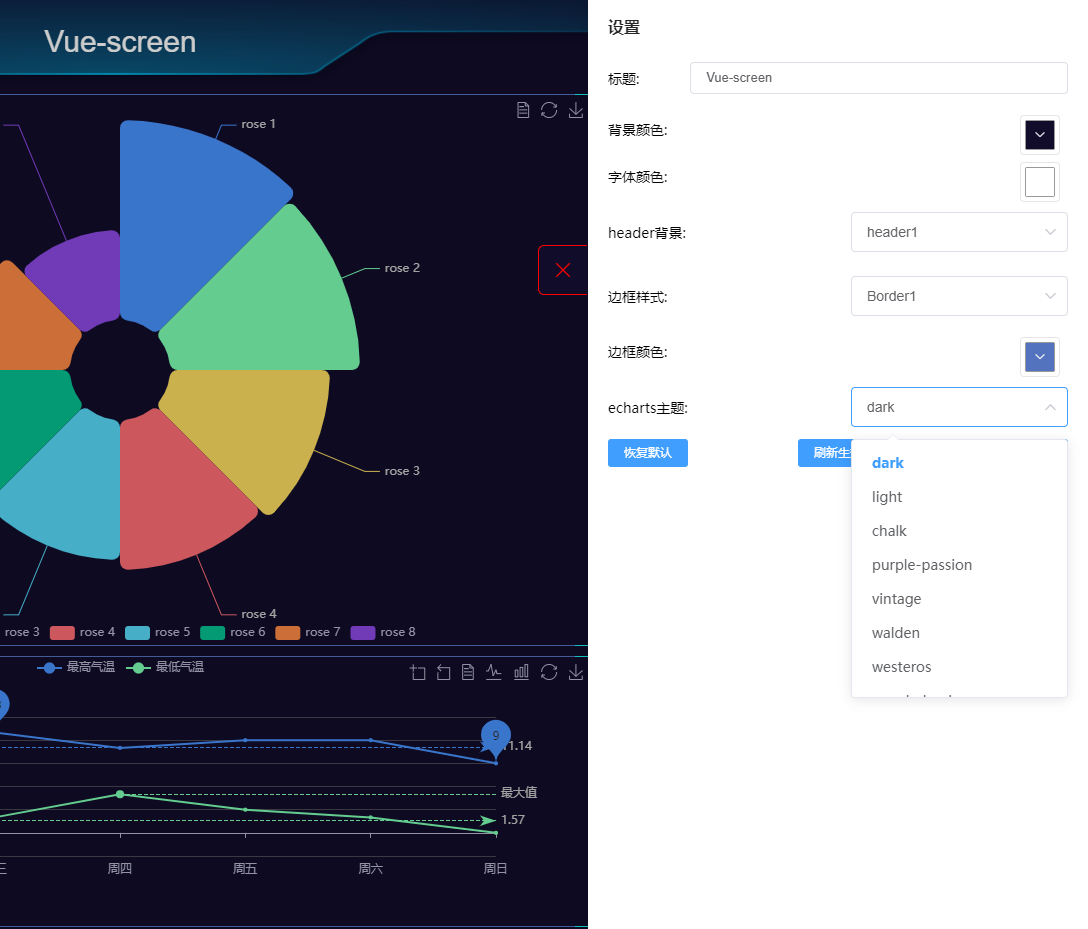 Vue-screen
rose 1
rose 2
rose 3
rose 4
rose 3
rose 4
rose 5
rose 6
rose 7
rose 8
最高气温
最低气温
9
11.14
最大值
1.57
周四
周五
周六
周日
设置
标题:
Vue-screen
背景颜色:
字体颜色:
header背景:
header1
边框样式:
Border1
边框颜色:
echarts主题:
dark
恢复默认
刷新生
dark
light
chalk
purple-passion
vintage
walden
westeros